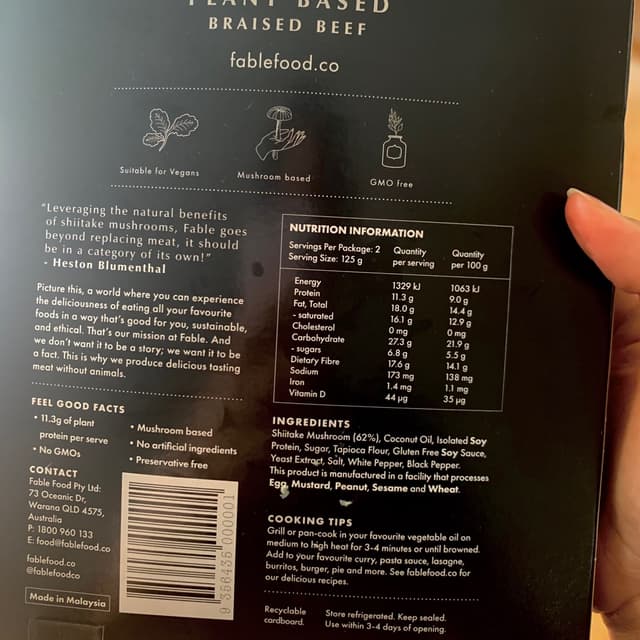 PLANT BASED
BRAISED BEEF
fablefood.co
Suitable for Vegans
Mushroom based
GMO free
"Leveraging the natural benefits
of shiitake mushrooms, Fable goes
beyond replacing meat, it should
be in a category of its own!"
- Heston Blumenthal
Picture this, a world where you can experience
the deliciousness of eating all your favourite
foods in a way that's good for you, sustainable,
and ethical. That's our mission at Fable. And
we don't want it to be a story; we want it to be
a fact. This is why we produce delicious tasting
meat without animals.
FEEL GOOD FACTS
• 11.3g of plant
protein per serve
• No GMOs
• Mushroom based
• No artificial ingredients
• Preservative free
CONTACT
Fable Food Pty Ltd:
73 Oceanic Dr,
Warana QLD 4575,
Australia
P: 1800 960 133
E: food@fablefood.co
fablefood.co
@fablefoodco
Made in Malaysia
9 356435 000001
NUTRITION INFORMATION
Servings Per Package: 2
Serving Size: 125 g
Quantity per serving
Quantity per 100 g
Energy 1329 kJ 1063 kJ
Protein 11.3 g 9.0 g
Fat, Total 18.0 g 14.4 g
- saturated 16.1 g 12.9 g
Cholesterol 0 mg 0 mg
Carbohydrate 27.3 g 21.9 g
- sugars 6.8 g 5.5 g
Dietary Fibre 17.6 g 14.1 g
Sodium 173 mg 138 mg
Iron 1.4 mg 1.1 mg
Vitamin D 44 µg 35 µg
INGREDIENTS
Shiitake Mushroom (62%), Coconut Oil, Isolated Soy
Protein, Sugar, Tapioca Flour, Gluten Free Soy Sauce,
Yeast Extract, Salt, White Pepper, Black Pepper.
This product is manufactured in a facility that processes
Egg, Mustard, Peanut, Sesame and Wheat.
COOKING TIPS
Grill or pan-cook in your favourite vegetable oil on
medium to high heat for 3-4 minutes or until browned.
Add to your favourite curry, pasta sauce, lasagne,
burritos, burger, pie and more. See fablefood.co for
our delicious recipes.
Recyclable
cardboard.
Store refrigerated. Keep sealed.
Use within 3-4 days of opening.